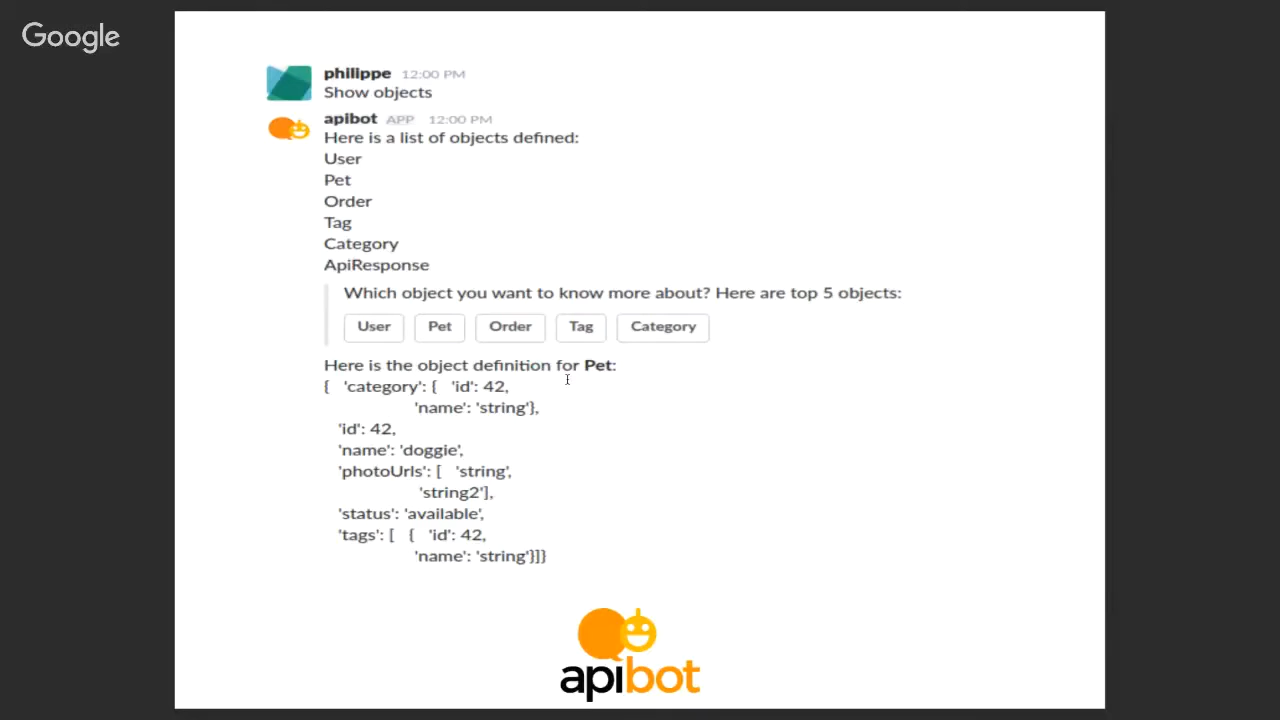 Google
philippe 12:00 PM
Show objects
apibot APP 12:00 PM
Here is a list of objects defined:
User
Pet
Order
Tag
Category
ApiResponse
Which object you want to know more about? Here are top 5 objects:
User Pet Order Tag Category
Here is the object definition for Pet:
{ 'category': { 'id': 42,
'name': 'string'},
'id': 42,
'name': 'doggie',
'photoUrls': [ 'string',
'string2'],
'status': 'available',
'tags': [ { 'id': 42,
'name': 'string'}]}
apibot